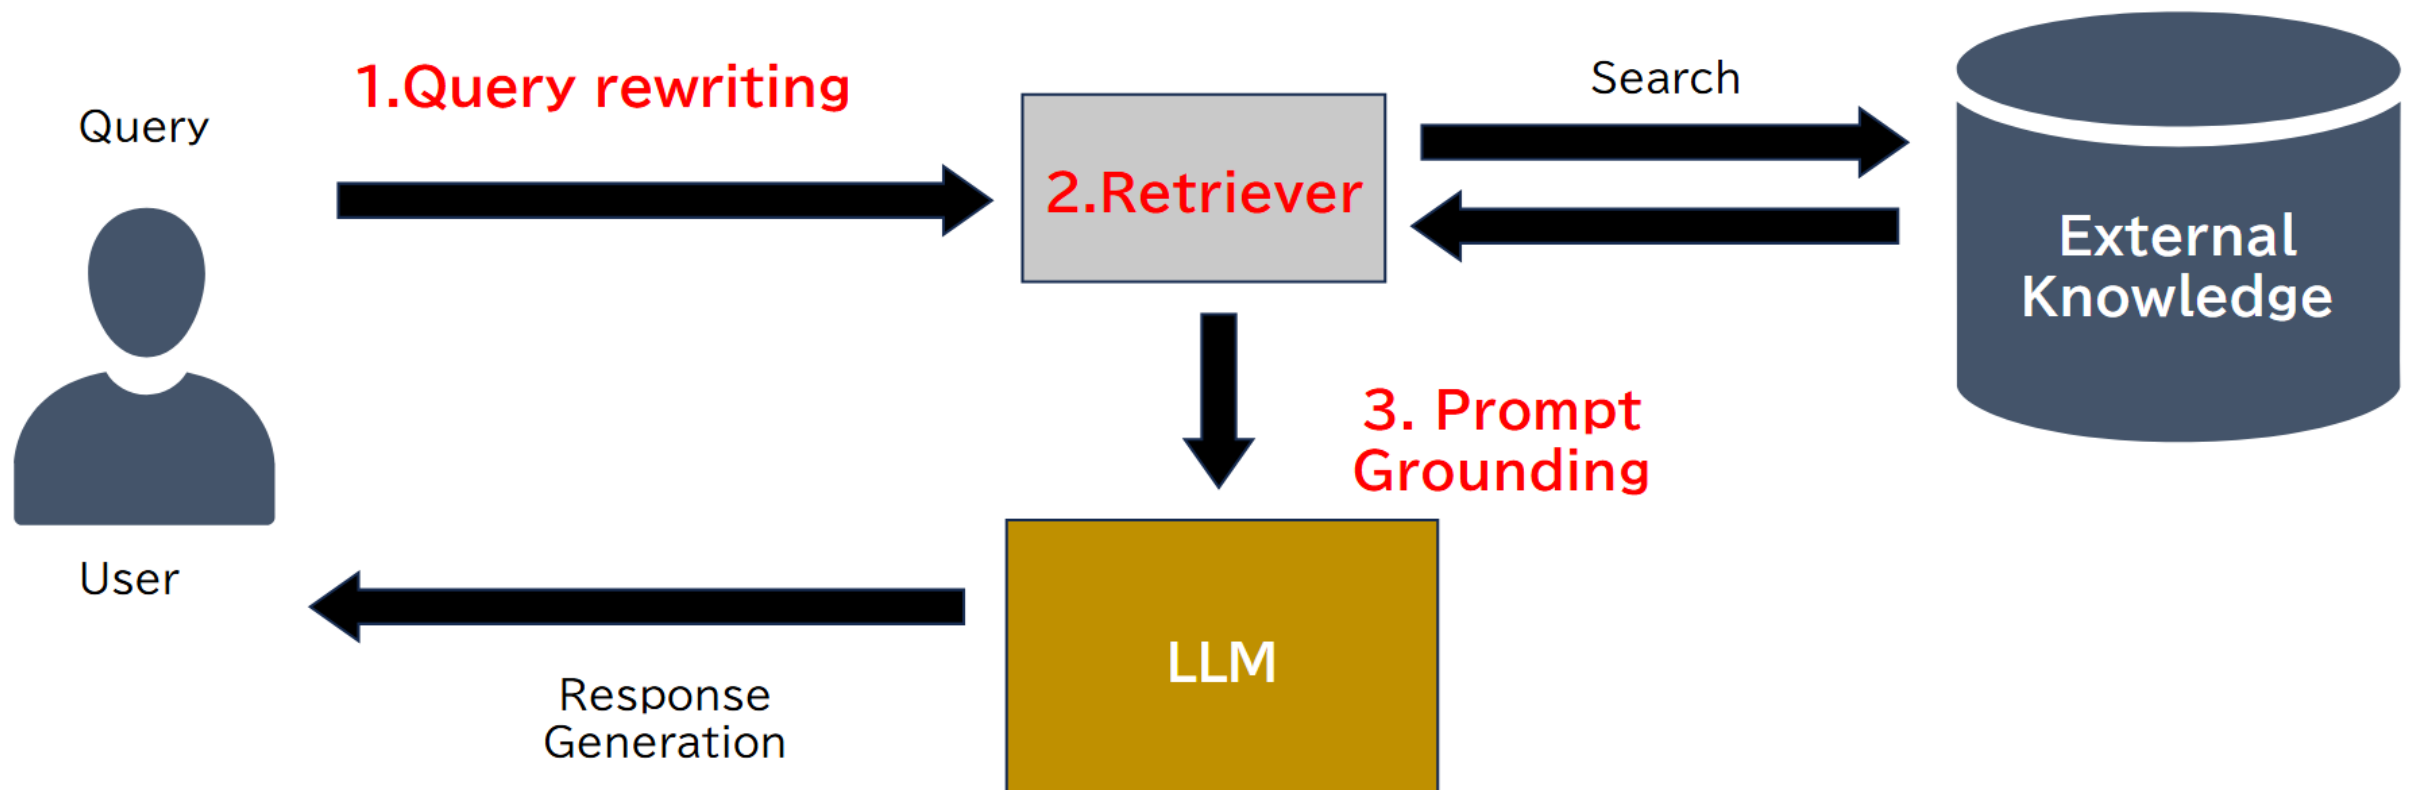 Query
1.Query rewriting
2.Retriever
Search
External
Knowledge
3. Prompt
Grounding
User
LLM
Response
Generation